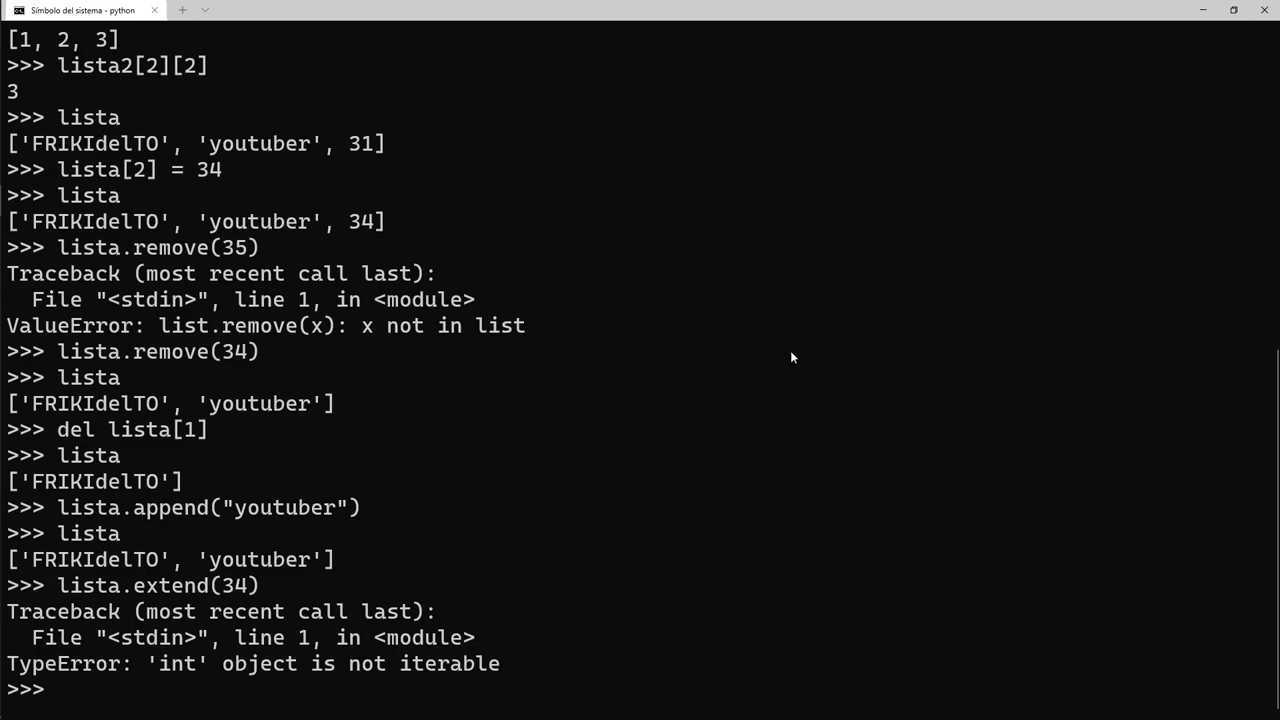 Símbolo del sistema - python
[1, 2, 3]
>>> lista2[2][2]
3
>>> lista
['FRIKIdelTO', 'youtuber', 31]
>>> lista[2] = 34
>>> lista
['FRIKIdelTO', 'youtuber', 34]
>>> lista.remove(35)
Traceback (most recent call last):
  File "<stdin>", line 1, in <module>
ValueError: list.remove(x): x not in list
>>> lista.remove(34)
>>> lista
['FRIKIdelTO', 'youtuber']
>>> del lista[1]
>>> lista
['FRIKIdelTO']
>>> lista.append("youtuber")
>>> lista
['FRIKIdelTO', 'youtuber']
>>> lista.extend(34)
Traceback (most recent call last):
  File "<stdin>", line 1, in <module>
TypeError: 'int' object is not iterable
>>>